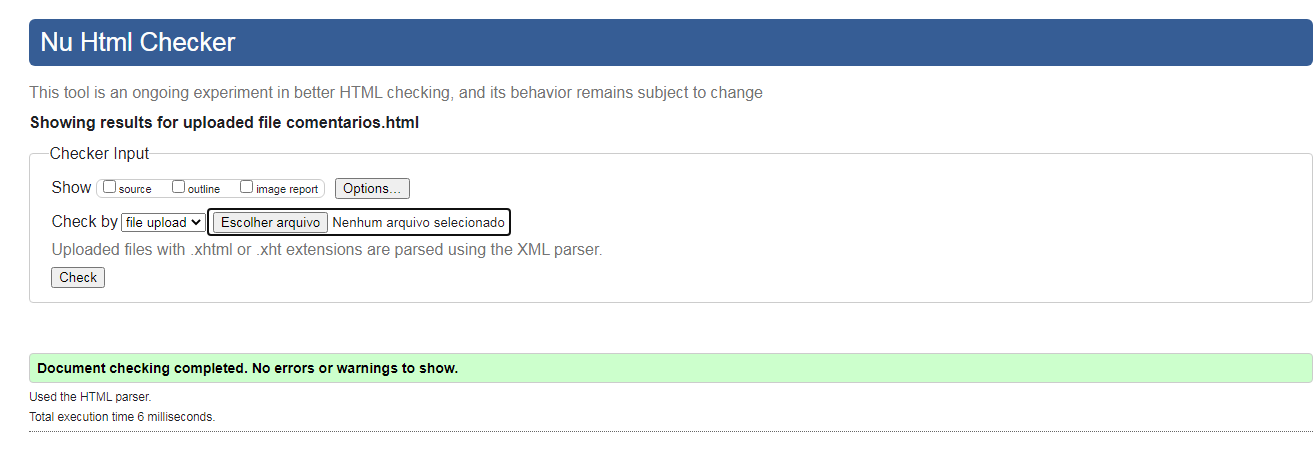 Nu Html Checker
This tool is an ongoing experiment in better HTML checking, and its behavior remains subject to change
Showing results for uploaded file comentarios.html
Checker Input
Show source outline image report Options...
Check by file upload Escolher arquivo Nenhum arquivo selecionado
Uploaded files with .xhtml or .xht extensions are parsed using the XML parser.
Check
Document checking completed. No errors or warnings to show.
Used the HTML parser.
Total execution time 6 milliseconds.